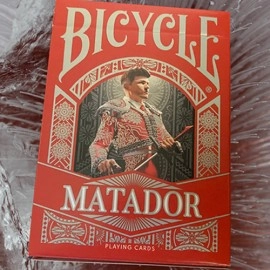 BICYCLE
®
MATADOR
PLAYING CARDS